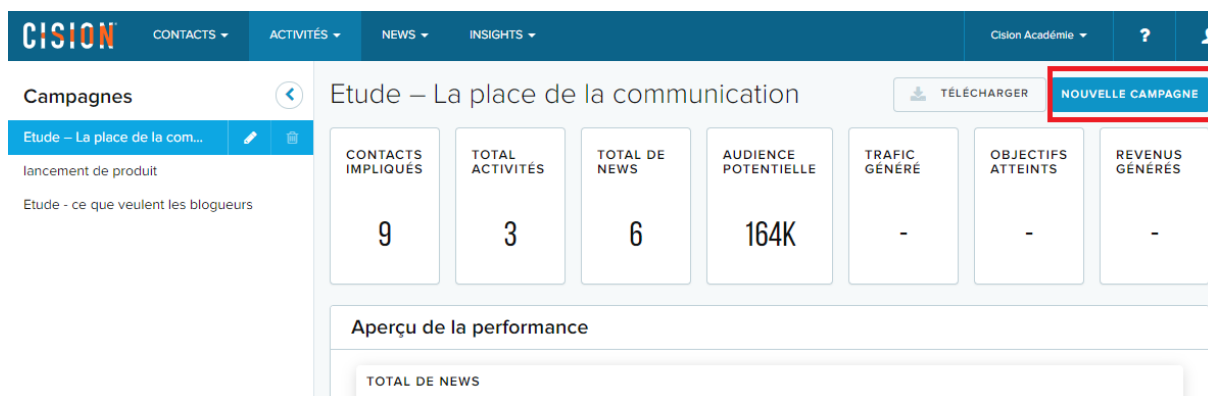 CISION CONTACTS ACTIVITÉS NEWS INSIGHTS Cision Académie ?
Campagnes
Etude – La place de la com...
lancement de produit
Etude - ce que veulent les blogueurs
Etude – La place de la communication
TÉLÉCHARGER
NOUVELLE CAMPAGNE
CONTACTS
IMPLIQUÉS
9
TOTAL
ACTIVITÉS
3
TOTAL DE
NEWS
6
AUDIENCE
POTENTIELLE
164K
TRAFIC
GÉNÉRÉ
-
OBJECTIFS
ATTEINTS
-
REVENUS
GÉNÉRÉS
-
Aperçu de la performance
TOTAL DE NEWS